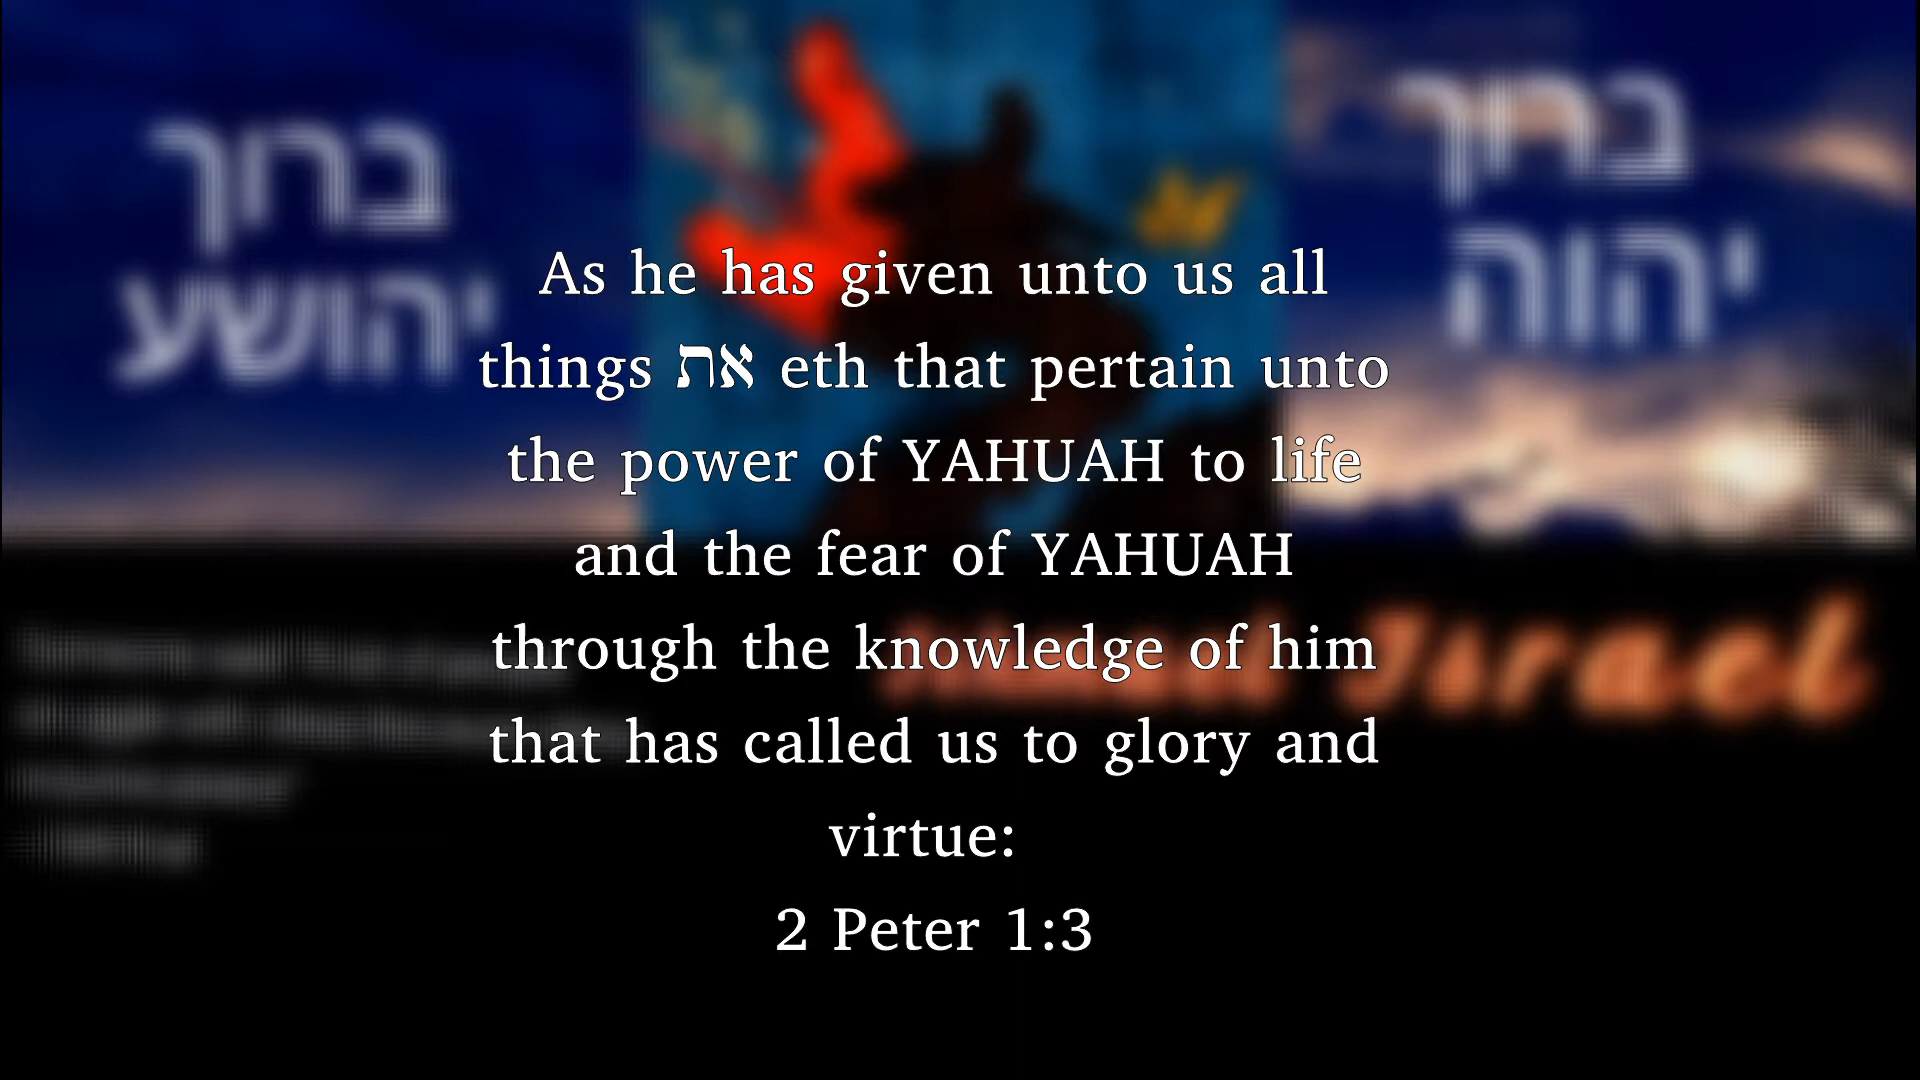 ברוך
יהושע
ברוך
יהוה
As he has given unto us all
things את eth that pertain unto
the power of YAHUAH to life
and the fear of YAHUAH
through the knowledge of him
that has called us to glory and
virtue:
2 Peter 1:3
Israel